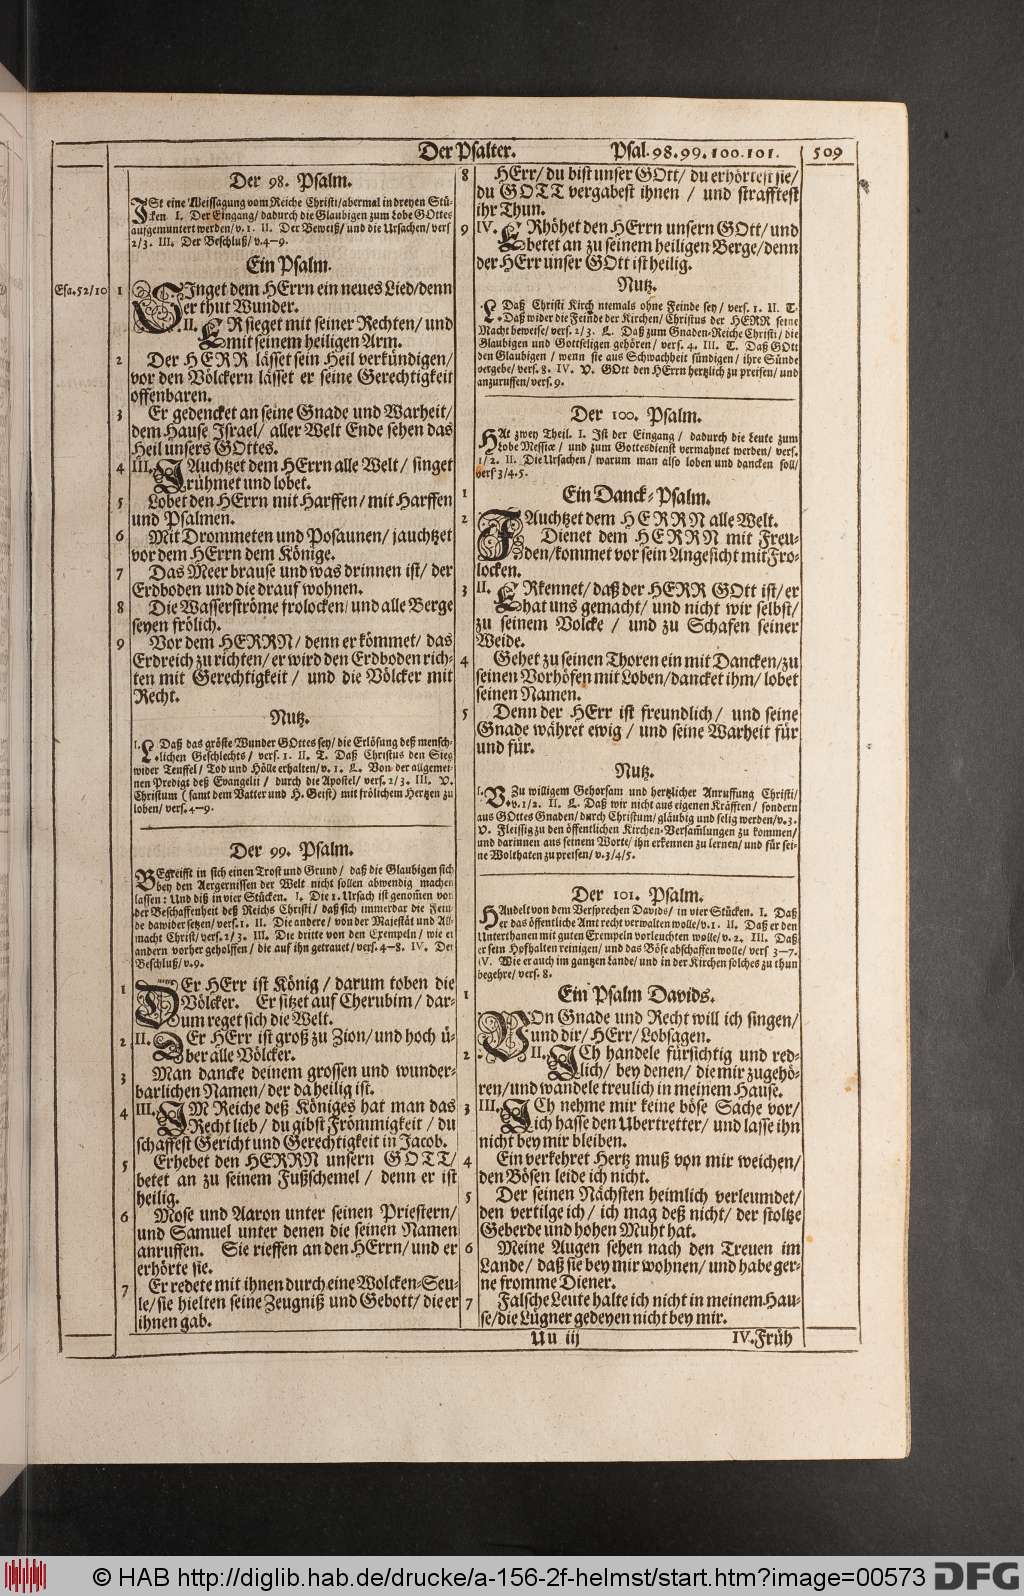 Der Psalter. Psal. 98.99.100.101. 509
Der 98. Psalm.
ISt eine Weissagung vom Reiche Christi/abermal in dreyen Stü-
cken I. Der Eingang/dadurch die Glaubigen zum Lobe GOttes
aufgemuntert werden/v.1. II. Der Beweiß/und die Ursachen/vers
2/3. III. Der Beschluß/v.4—9.
Ein Psalm.
Esa.52/10
1 SInget dem HErrn ein neues Lied/denn
er thut Wunder.
II. ER sieget mit seiner Rechten/und
mit seinem heiligen Arm.
2 Der HERR lässet sein Heil verkündigen/
vor den Völckern lässet er seine Gerechtigkeit
offenbaren.
3 Er gedencket an seine Gnade und Warheit/
dem Hause Israel/ aller Welt Ende sehen das
Heil unsers GOttes.
4 III. JAuchtzet dem HErrn alle Welt/ singet
rühmet und lobet.
5 Lobet den HErrn mit Harffen/mit Harffen
und Psalmen.
6 Mit Drommeten und Posaunen/jauchtzet
vor dem HErrn dem Könige.
7 Das Meer brause und was drinnen ist/ der
Erdboden und die drauf wohnen.
8 Die Wasserströme frolocken/und alle Berge
seyen frölich.
9 Vor dem HERRN/denn er kömmet/ das
Erdreich zu richten/er wird den Erdboden rich-
ten mit Gerechtigkeit/ und die Völcker mit
Recht.
Nutz.
I. L. Daß das gröste Wunder GOttes sey/die Erlösung deß mensch-
lichen Geschlechts/ vers.1. II. T. Daß Christus den Sieg
wider Teuffel/Tod und Hölle erhalten/v.1. L. Von der allgemei-
nen Predigt deß Evangelii/ durch die Apostel/vers.2/3. III. V.
Christum (samt dem Vatter und H. Geist) mit frölichem Hertzen zu
loben/vers.4—9.
Der 99. Psalm.
BEgreifft in sich einen Trost und Grund/ daß die Glaubigen sich
bey den Aergernissen der Welt nicht sollen abwendig machen
lassen: Und diß in vier Stücken. I. Die 1. Ursach ist genom̃en von
der Beschaffenheit deß Reichs Christi/daß sich immerdar die Fein-
de dawider setzen/vers.1. II. Die andere/von der Majestät und All-
macht Christ/vers.2/3. III. Die dritte von den Exempeln/wie er
andern vorher geholffen/die auf ihn getrauet/vers.4—8. IV. Der
Beschluß/v.9.
1 DEr HErr ist König/darum toben die
Völcker. Er sitzet auf Cherubim/dar-
um reget sich die Welt.
2 II. DEr HErr ist groß zu Zion/und hoch ü-
ber alle Völcker.
3 Man dancke deinem grossen und wunder-
barlichen Namen/der da heilig ist.
4 III. IM Reiche deß Königes hat man das
Recht lieb/du gibst Frömmigkeit/du
schaffest Gericht und Gerechtigkeit in Jacob.
5 Erhebet den HERRN unsern GOTT/
betet an zu seinem Fußschemel/ denn er ist
heilig.
6 Mose und Aaron unter seinen Priestern/
und Samuel unter denen die seinen Namen
anruffen. Sie rieffen an den HErrn/und er
erhörte sie.
7 Er redete mit ihnen durch eine Wolcken-Seu-
le/sie hielten seine Zeugniß und Gebott/die er
ihnen gab.
8 HErr/du bist unser GOtt/du erhörtest sie/
du GOTT vergabest ihnen/ und strafftest
ihr Thun.
9 IV. ERhöhet den HErrn unsern GOtt/und
betet an zu seinem heiligen Berge/denn
der HErr unser GOtt ist heilig.
Nutz.
L. Daß Christi Kirch niemals ohne Feinde sey/ vers.1. II. T.
Daß wider die Feinde der Kirchen/Christus der HERR seine
Macht beweise/vers.2/3. L. Daß zum Gnaden-Reiche Christi/die
Glaubigen und Gottseligen gehören/ vers.4. III. T. Daß GOtt
den Glaubigen/ wenn sie aus Schwachheit sündigen/ihre Sünde
vergebe/vers.8. IV. V. GOtt den HErrn hertzlich zu preisen/und
anzuruffen/vers.9.
Der 100. Psalm.
HAt zwey Theil. I. Ist der Eingang/ dadurch die Leute zum
Lobe Messiæ/und zum Gottesdienst vermahnet werden/vers.
1/2. II. Die Ursachen/warum man also loben und dancken soll/
vers 3/4.5.
1 Ein Danck-Psalm.
2 JAuchtzet dem HERRN alle Welt.
Dienet dem HERRN mit Freu-
den/kommet vor sein Angesicht mit Fro-
locken.
3 II. ERkennet/daß der HERR GOtt ist/er
hat uns gemacht/und nicht wir selbst/
zu seinem Volcke/ und zu Schafen seiner
Weide.
4 Gehet zu seinen Thoren ein mit Dancken/zu
seinen Vorhöfen mit Loben/dancket ihm/lobet
seinen Namen.
5 Denn der HErr ist freundlich/ und seine
Gnade währet ewig/und seine Warheit für
und für.
Nutz.
I. V. Zu willigem Gehorsam und hertzlicher Anruffung Christi/
v.1/2. II. L. Daß wir nicht aus eigenen Kräfften/ sondern
aus GOttes Gnaden/durch Christum/gläubig und selig werden/v.3.
V. Fleissig zu den öffentlichen Kirchen-Versam̃lungen zu kommen/
und darinnen aus seinem Worte/ihn erkennen zu lernen/und für sei-
ne Wolthaten zu preisen/v.3/4/5.
Der 101. Psalm.
HAndelt von dem Versprechen Davids/in vier Stücken. I. Daß
er das öffentliche Amt recht verwalten wolle/v.1. II. Daß er den
Unterthanen mit guten Exempeln vorleuchten wolle/v.2. III. Daß
er sein Hofhalten reinigen/und das Böse abschaffen wolle/vers 3—7.
IV. Wie er auch im gantzen Lande/und in der Kirchen solches zu thun
begehre/vers.8.
1 Ein Psalm Davids.
VOn Gnade und Recht will ich singen/
und dir/HErr/Lobsagen.
2 II. ICh handele fürsichtig und red-
lich/ bey denen/die mir zugehö-
ren/und wandele treulich in meinem Hause.
3 III. ICh nehme mir keine böse Sache vor/
ich hasse den Ubertretter/und lasse ihn
nicht bey mir bleiben.
4 Ein verkehret Hertz muß von mir weichen/
den Bösen leide ich nicht.
5 Der seinen Nächsten heimlich verleumdet/
den vertilge ich/ich mag deß nicht/der stoltze
Geberde und hohen Muht hat.
6 Meine Augen sehen nach den Treuen im
Lande/daß sie bey mir wohnen/und habe ger-
ne fromme Diener.
7 Falsche Leute halte ich nicht in meinem Hau-
se/die Lügner gedeyen nicht bey mir.
Uu iij IV. Früh
© HAB http://diglib.hab.de/drucke/a-156-2f-helmst/start.htm?image=00573
DFG